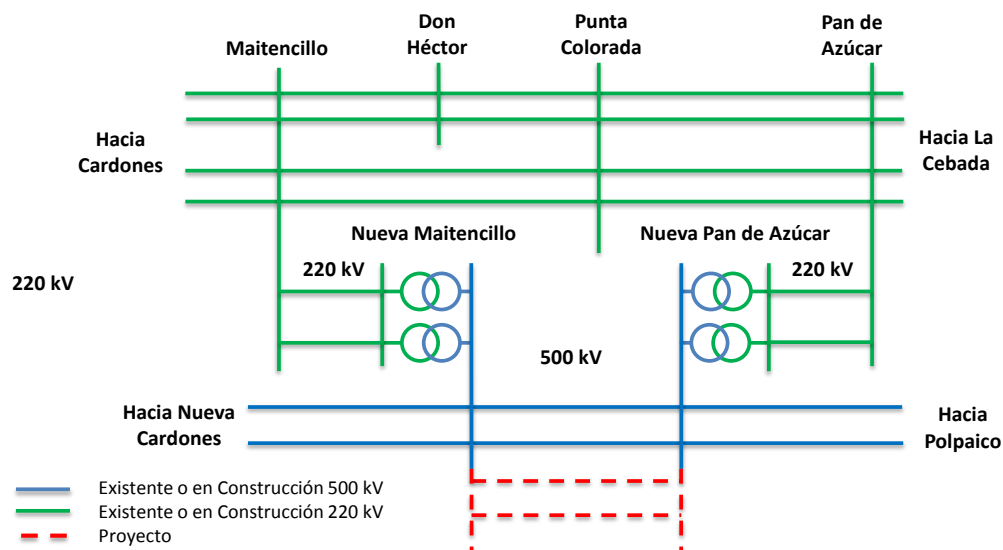 Maitencillo
Don
Héctor
Punta
Colorada
Pan de
Azúcar
Hacia
Cardones
Hacia La
Cebada
Nueva Maitencillo
Nueva Pan de Azúcar
220 kV
220 kV
220 kV
500 kV
Hacia Nueva
Cardones
Hacia
Polpaico
Existente o en Construcción 500 kV
Existente o en Construcción 220 kV
Proyecto